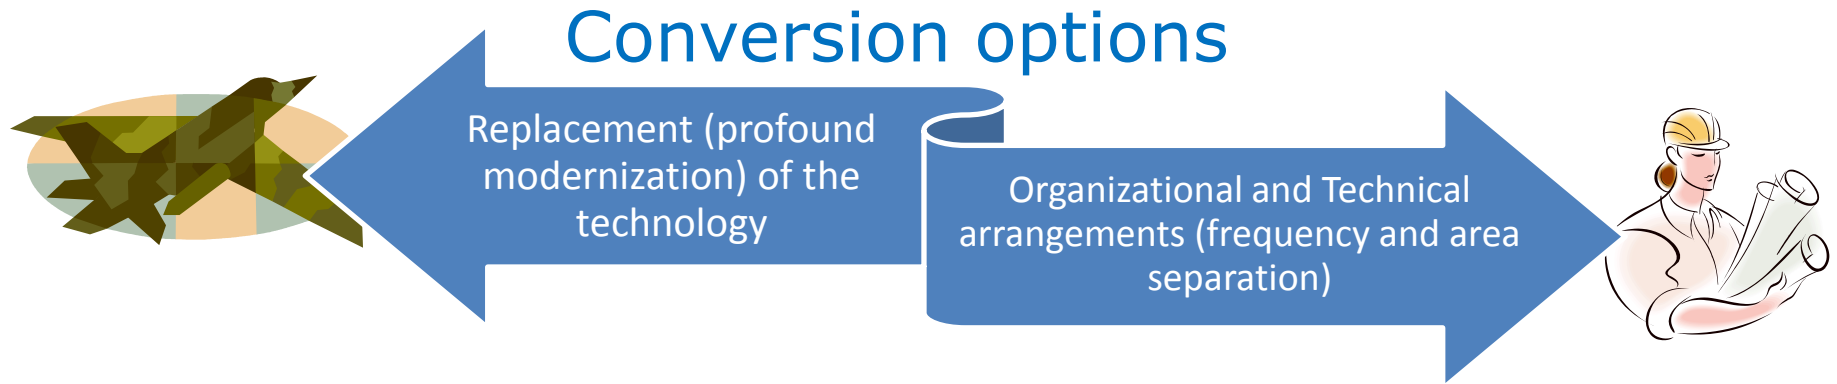 Conversion options
Replacement (profound
modernization) of the
technology
Organizational and Technical
arrangements (frequency and area
separation)